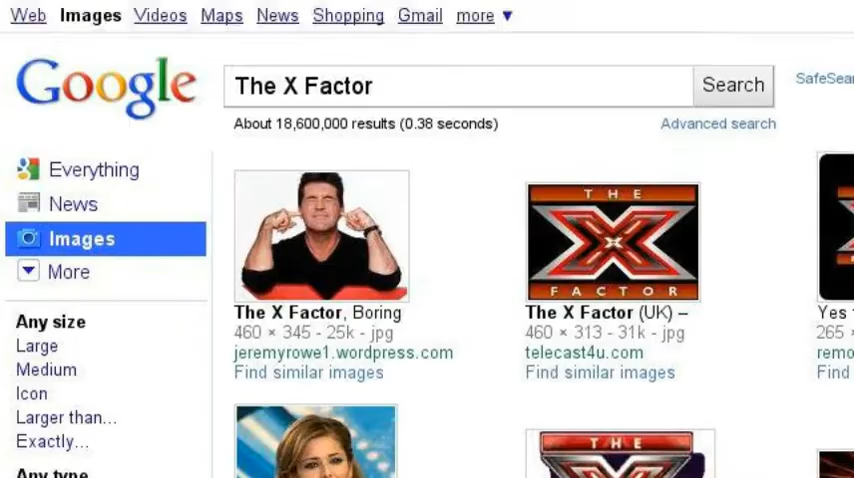 Web Images Videos Maps News Shopping Gmail more ▼
Google
The X Factor Search SafeSear
About 18,600,000 results (0.38 seconds) Advanced search
Everything
News
Images
More
Any size
Large
Medium
Icon
Larger than...
Exactly...
Any type
THE
X
FACTOR
The X Factor, Boring
460 × 345 - 25k - jpg
jeremyrowe1.wordpress.com
Find similar images
The X Factor (UK) –
460 × 313 - 31k - jpg
telecast4u.com
Find similar images
Yes
265 ×
remo
Find
THE
X